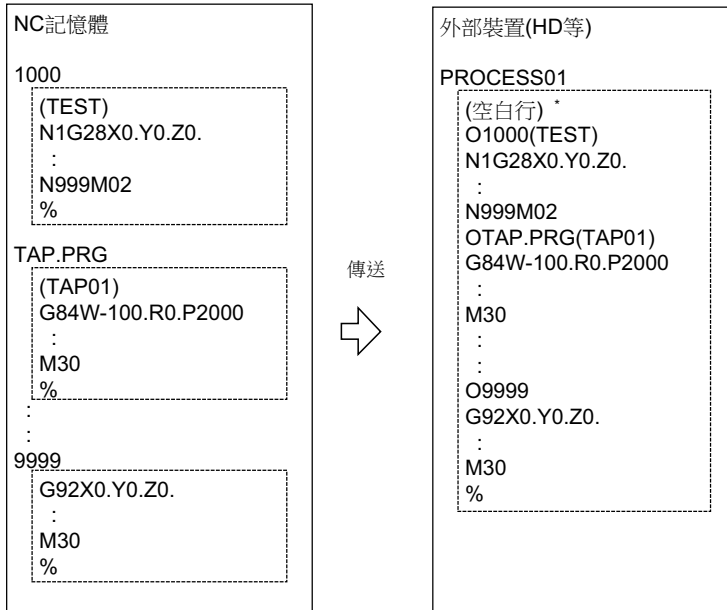 NC記憶體
1000
(TEST)
N1G28X0.Y0.Z0.
:
N999M02
%
TAP.PRG
(TAP01)
G84W-100.R0.P2000
:
M30
%
:
:
9999
G92X0.Y0.Z0.
:
M30
%
傳送
外部裝置(HD等)
PROCESS01
(空白行) *
O1000(TEST)
N1G28X0.Y0.Z0.
:
N999M02
OTAP.PRG(TAP01)
G84W-100.R0.P2000
:
M30
:
:
O9999
G92X0.Y0.Z0.
:
M30
%